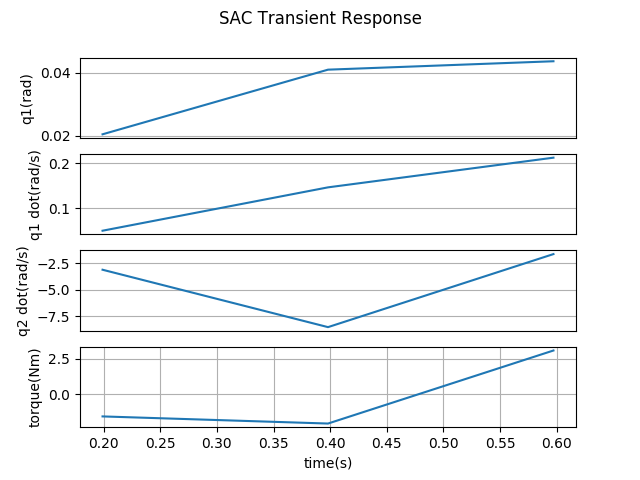 SAC Transient Response
q1(rad)
0.04
0.02
q1 dot(rad/s)
0.2
0.1
q2 dot(rad/s)
−2.5
−5.0
−7.5
torque(Nm)
2.5
0.0
0.20 0.25 0.30 0.35 0.40 0.45 0.50 0.55 0.60
time(s)